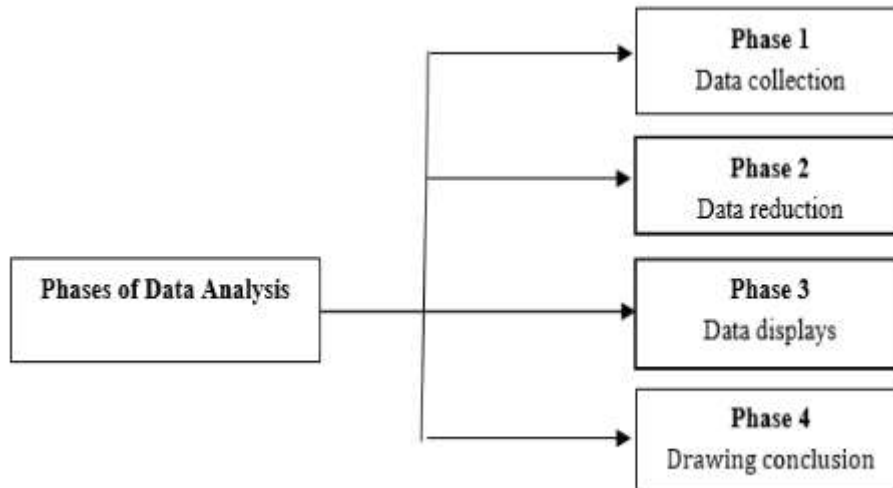 Phase 1
Data collection
Phase 2
Data reduction
Phases of Data Analysis
Phase 3
Data displays
Phase 4
Drawing conclusion